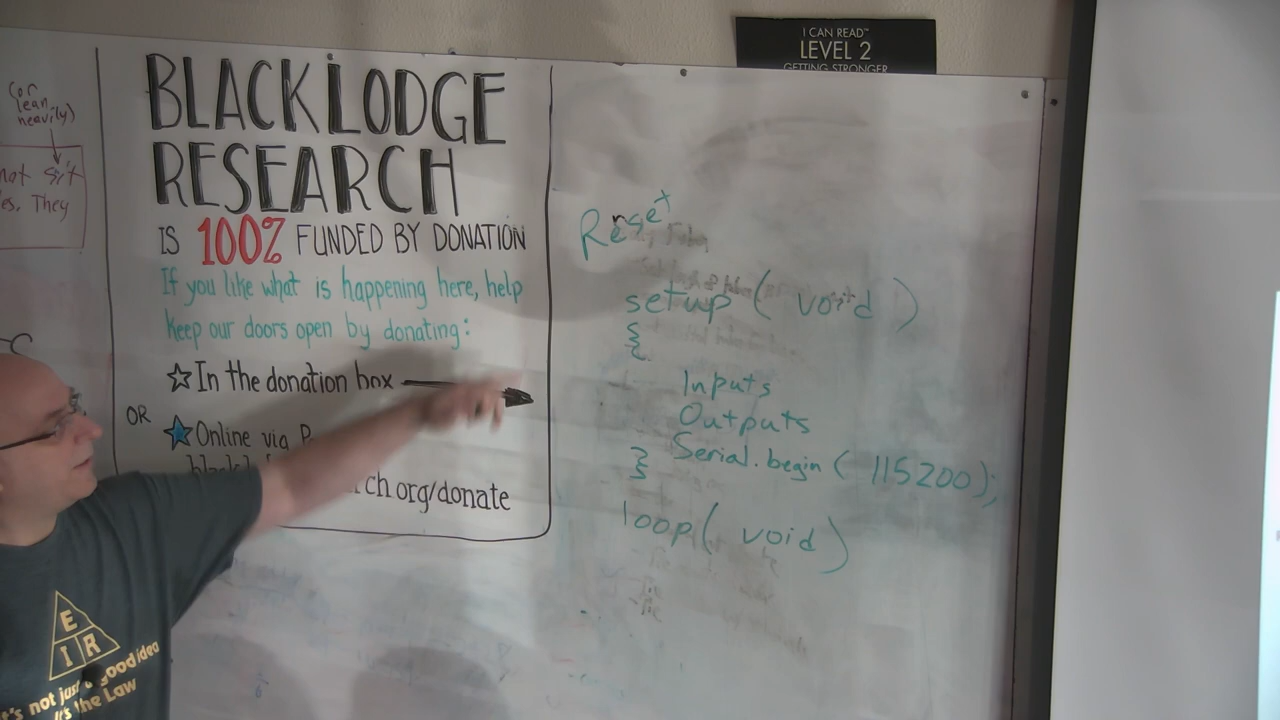 (or
lean
heavily)
not sit
es. They
BLACKLODGE
RESEARCH
IS 100% FUNDED BY DONATION
If you like what is happening here, help
keep our doors open by donating:
In the donation box
OR
Online via P
rch.org/donate
I CAN READ™
LEVEL 2
GETTING STRONGER
Reset
setup ( void )
{
Inputs
Outputs
Serial.begin ( 115200);
}
loop( void )
E
I R
it's not just a good idea
it's the Law